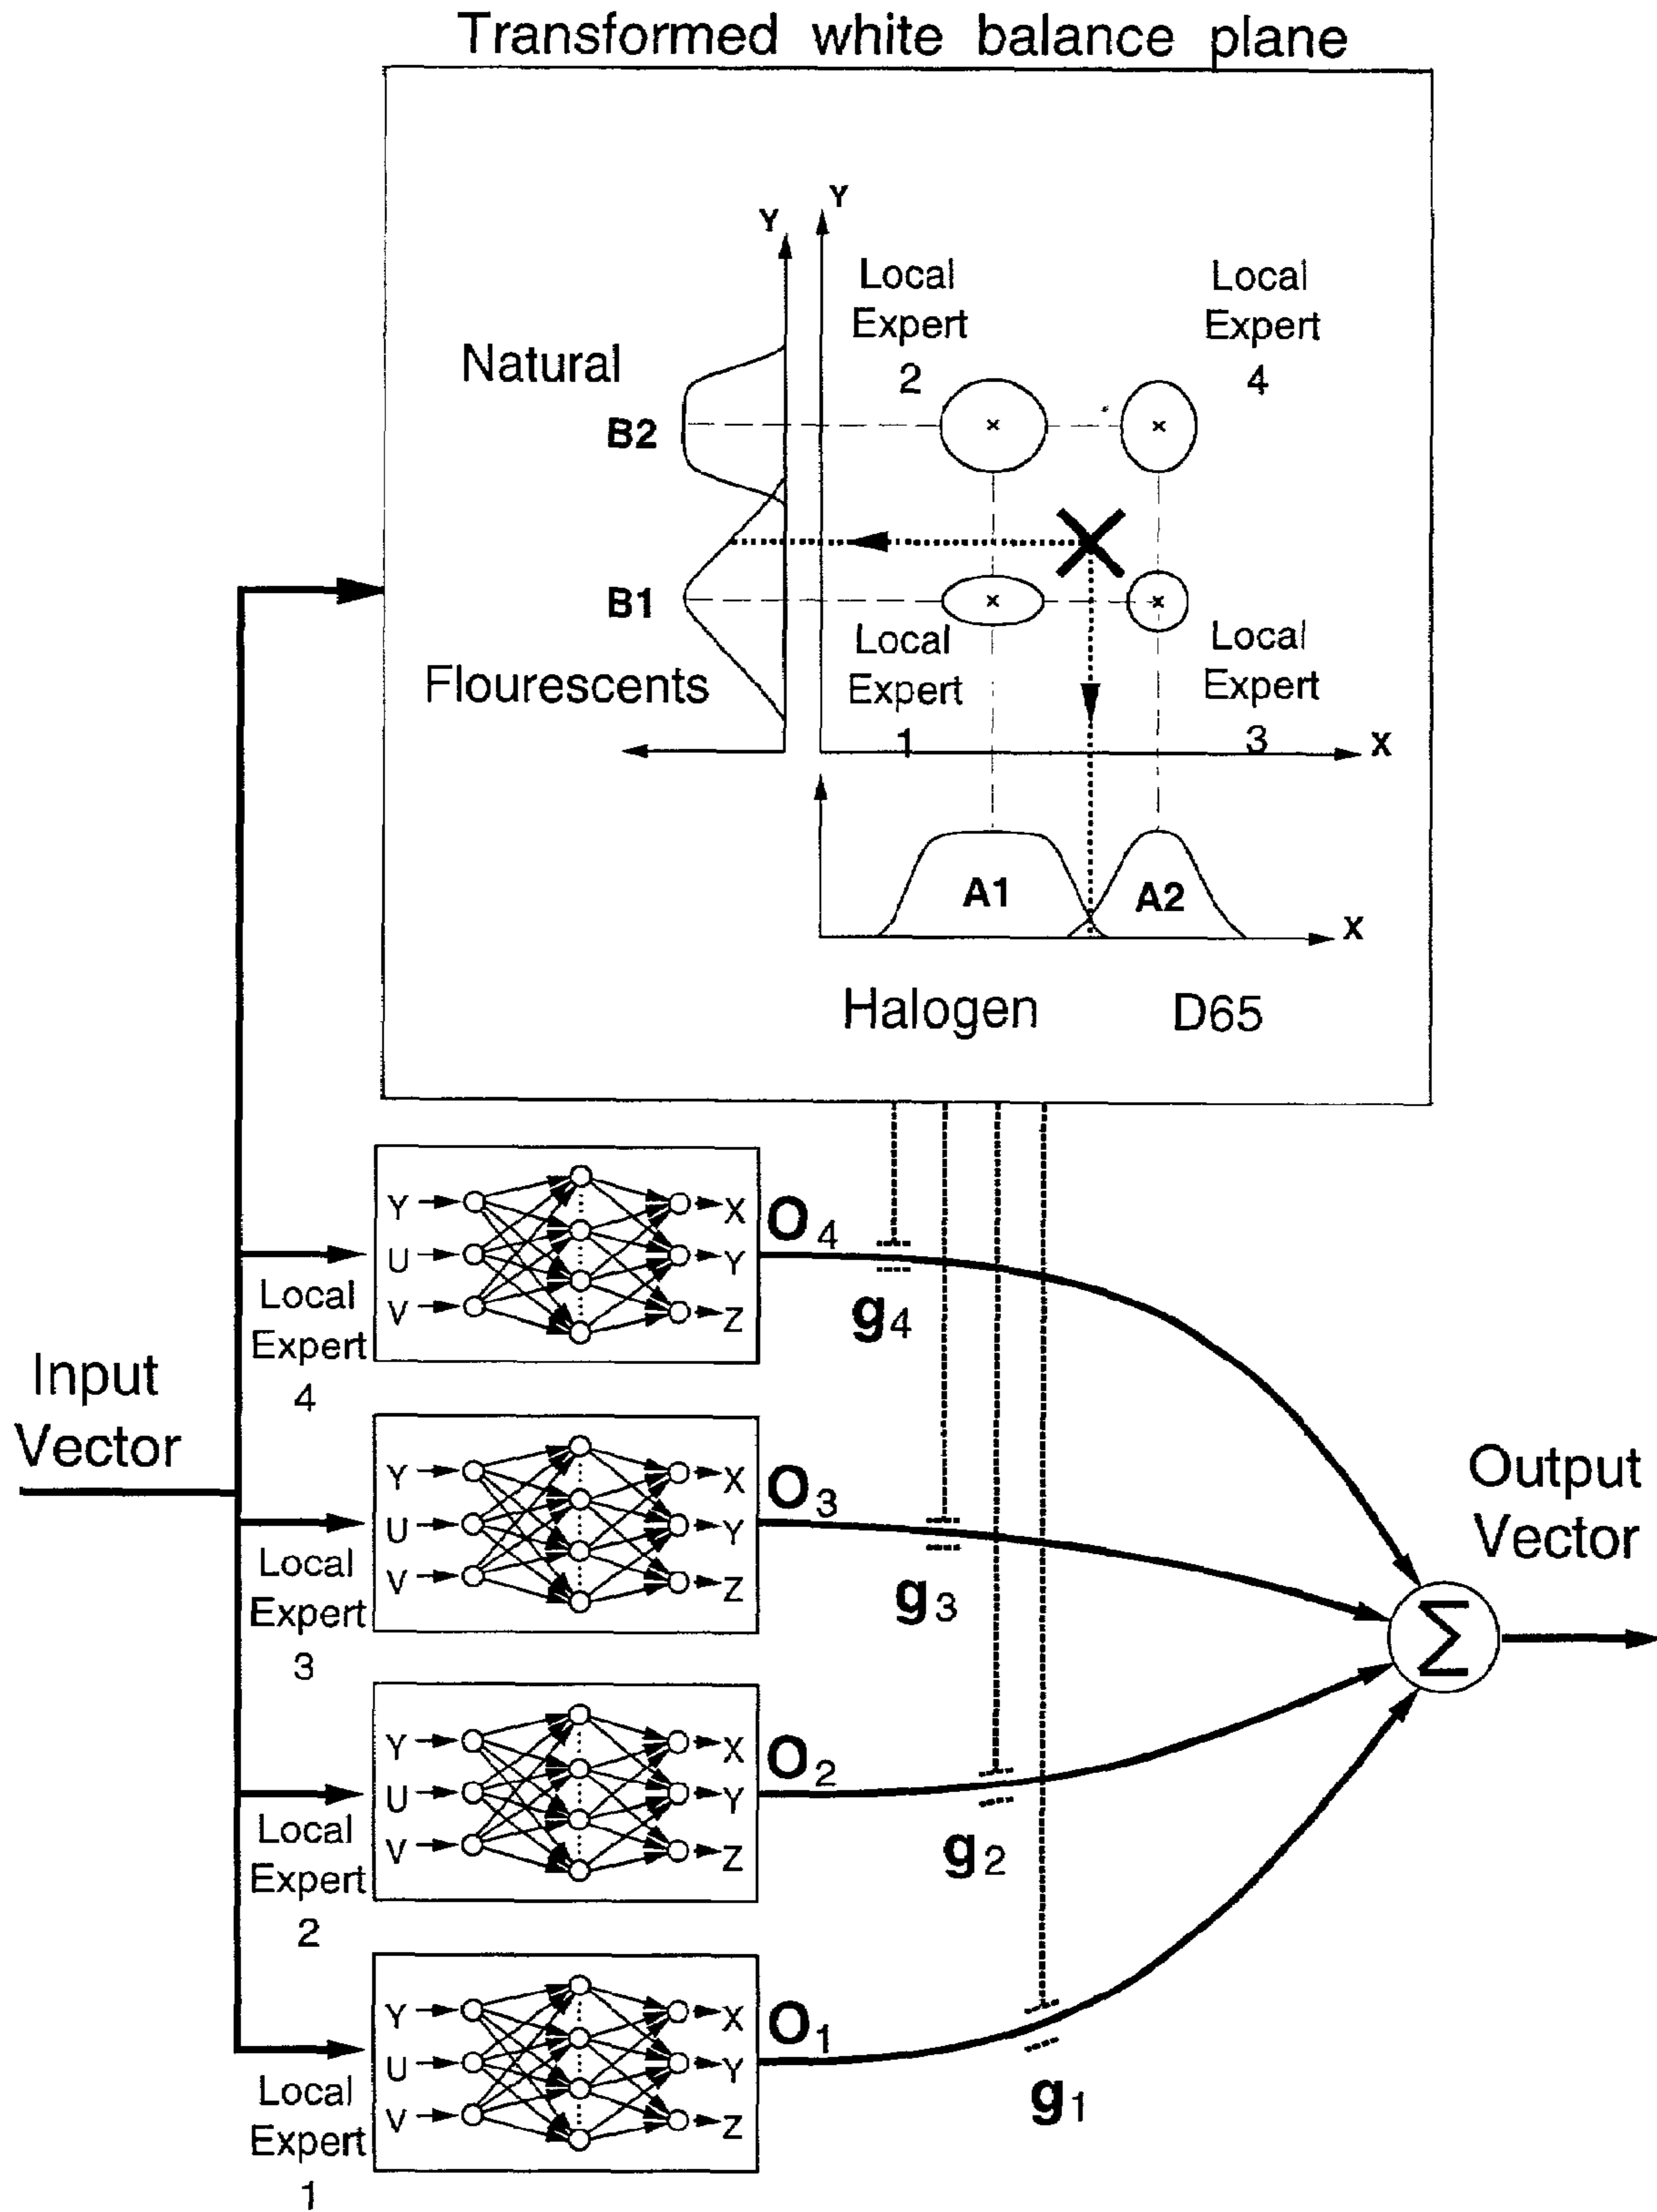 Transformed white balance plane
Y
Y
Local
Expert
2
Local
Expert
4
Natural
B2
B1
Flourescents
Local
Expert
1
Local
Expert
3
X
A1
A2
X
Halogen
D65
Input
Vector
Local
Expert
4
Y
U
V
X
Y
Z
O4
g4
Local
Expert
3
Y
U
V
X
Y
Z
O3
g3
Local
Expert
2
Y
U
V
X
Y
Z
O2
g2
Local
Expert
1
Y
U
V
X
Y
Z
O1
g1
Σ
Output
Vector